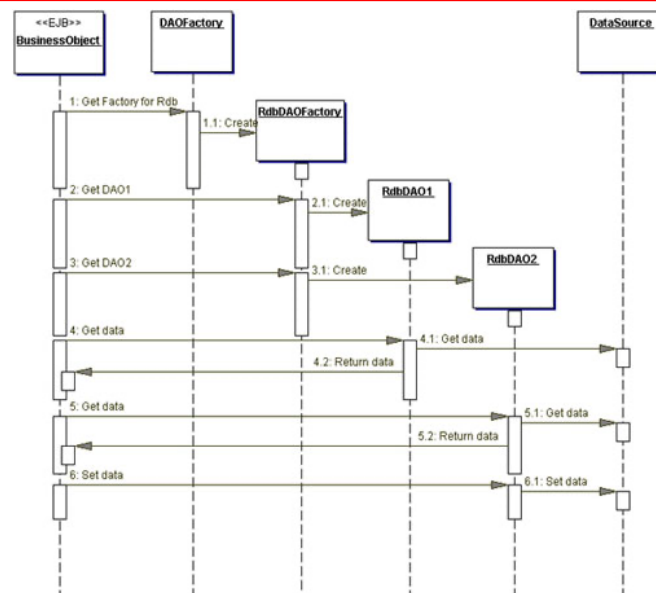 <<EJB>>
BusinessObject
DAOFactory
DataSource
1: Get Factory for Rdb
RdbDAOFactory
1.1: Create
RdbDAO1
2: Get DAO1
2.1: Create
RdbDAO2
3: Get DAO2
3.1: Create
4: Get data
4.1: Get data
4.2: Return data
5: Get data
5.1: Get data
5.2: Return data
6: Set data
6.1: Set data